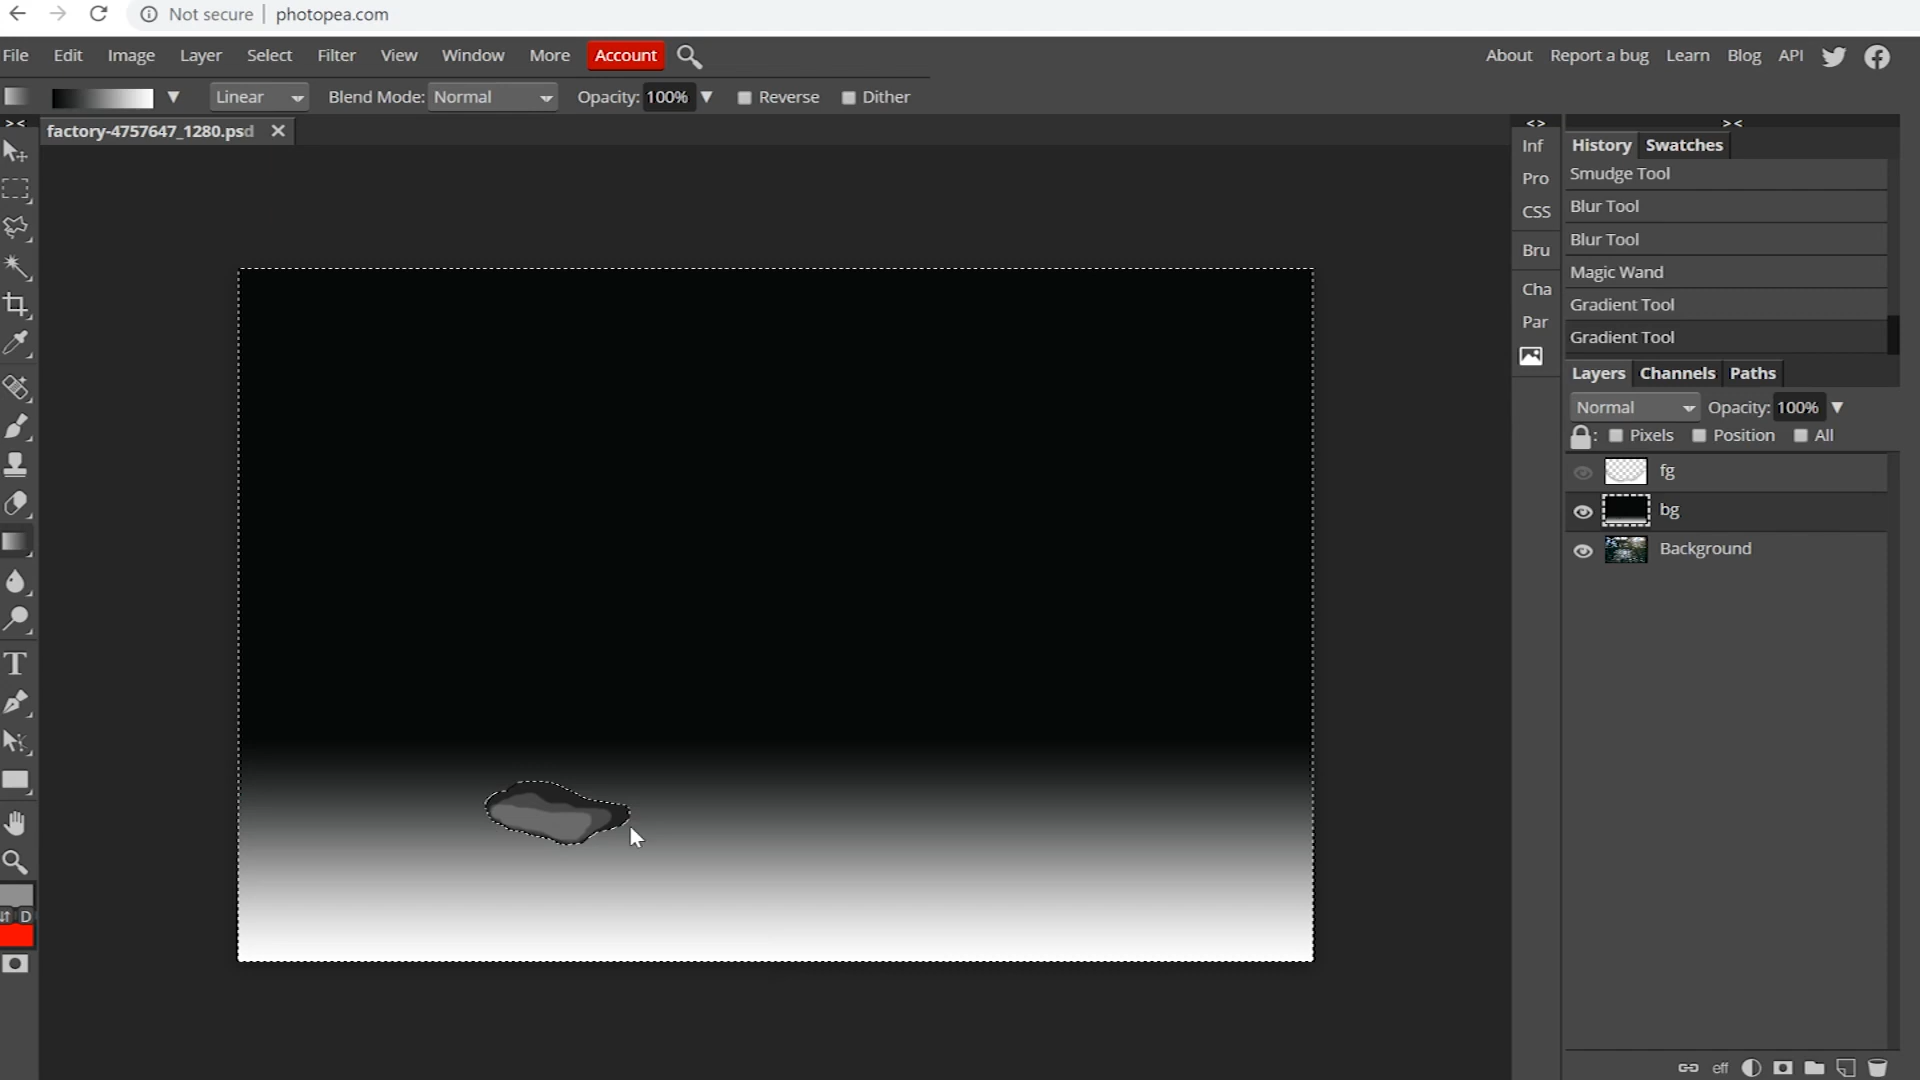 Not secure | photopea.com
File Edit Image Layer Select Filter View Window More Account About Report a bug Learn Blog API
Linear Blend Mode: Normal Opacity: 100% Reverse Dither
> < factory-4757647_1280.psd ✕ < > > <
Inf History Swatches
Pro Smudge Tool
CSS Blur Tool
Bru Blur Tool
Magic Wand
Cha Gradient Tool
Par Gradient Tool
Layers Channels Paths
Normal Opacity: 100%
: Pixels Position All
fg
bg
Background
T
D
eff